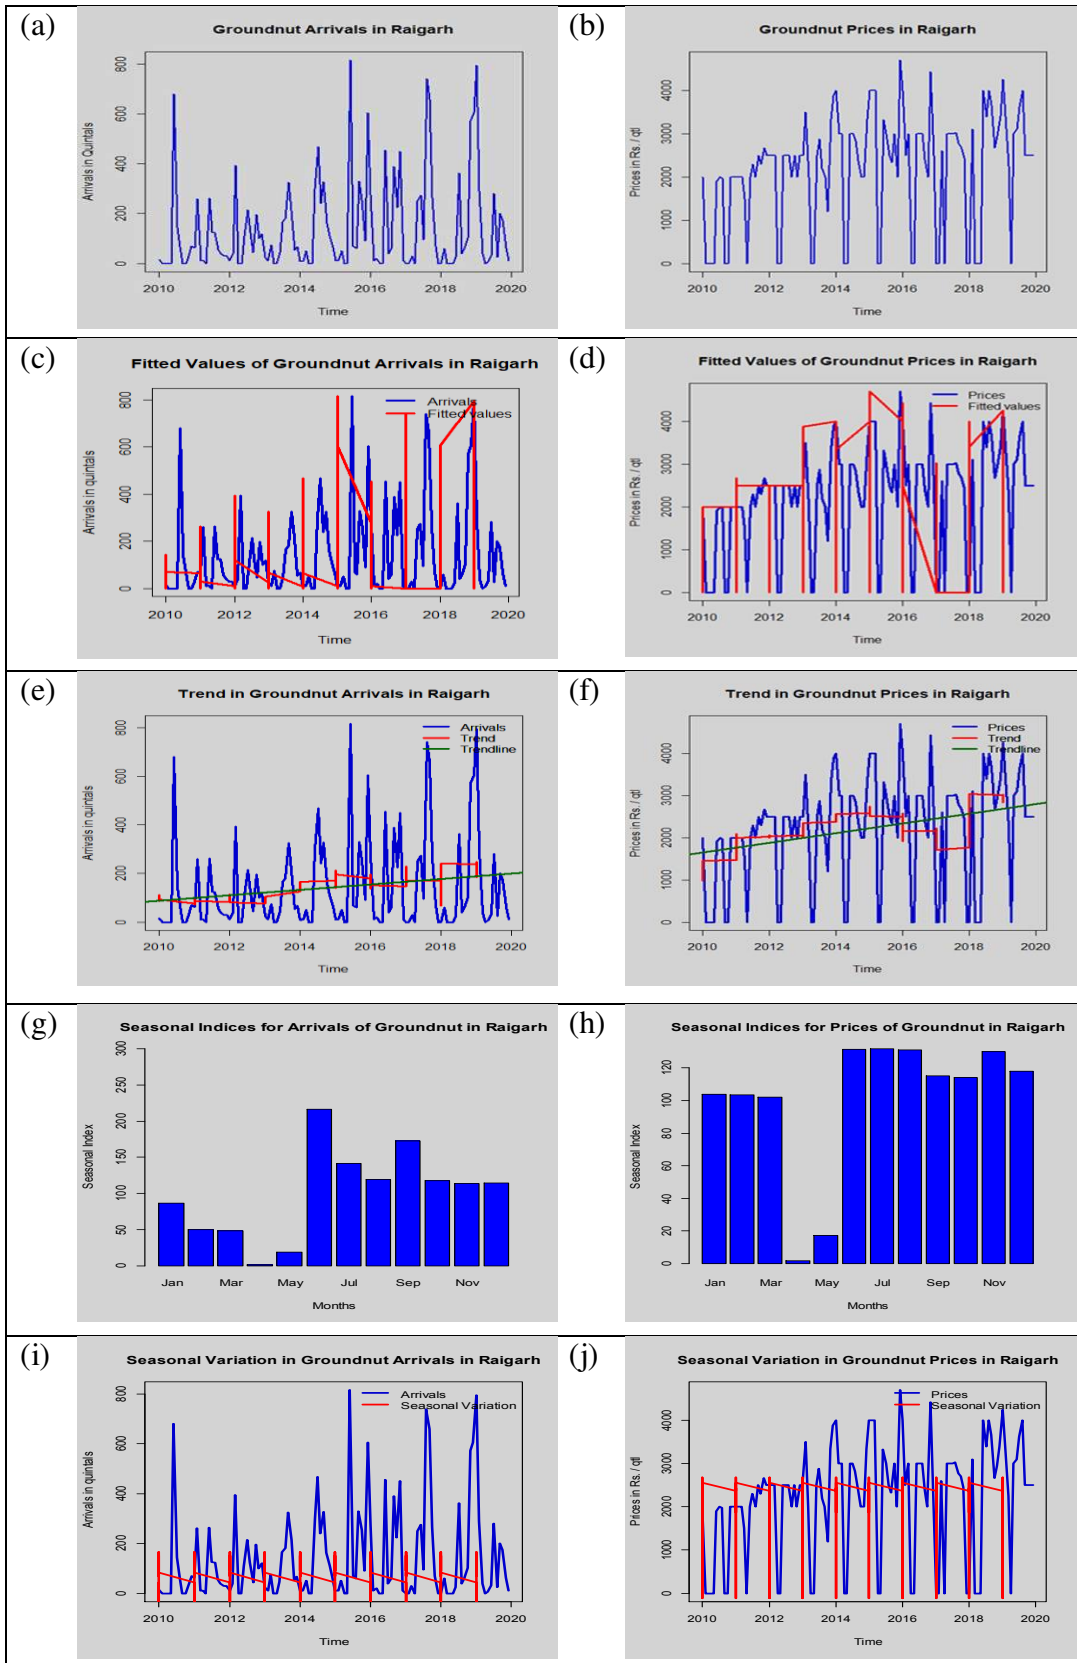 (a)
Groundnut Arrivals in Raigarh
Arrivals in Quintals
800
600
400
200
0
2010 2012 2014 2016 2018 2020
Time
(b)
Groundnut Prices in Raigarh
Prices in Rs. / qtl
4000
3000
2000
1000
0
2010 2012 2014 2016 2018 2020
Time
(c)
Fitted Values of Groundnut Arrivals in Raigarh
Arrivals
Fitted values
Arrivals in quintals
800
600
400
200
0
2010 2012 2014 2016 2018 2020
Time
(d)
Fitted Values of Groundnut Prices in Raigarh
Prices
Fitted values
Prices in Rs. / qtl
4000
3000
2000
1000
0
2010 2012 2014 2016 2018 2020
Time
(e)
Trend in Groundnut Arrivals in Raigarh
Arrivals
Trend
Trendline
Arrivals in quintals
800
600
400
200
0
2010 2012 2014 2016 2018 2020
Time
(f)
Trend in Groundnut Prices in Raigarh
Prices
Trend
Trendline
Prices in Rs. / qtl
4000
3000
2000
1000
0
2010 2012 2014 2016 2018 2020
Time
(g)
Seasonal Indices for Arrivals of Groundnut in Raigarh
Seasonal Index
300
250
200
150
100
50
0
Jan Mar May Jul Sep Nov
Months
(h)
Seasonal Indices for Prices of Groundnut in Raigarh
Seasonal Index
120
100
80
60
40
20
0
Jan Mar May Jul Sep Nov
Months
(i)
Seasonal Variation in Groundnut Arrivals in Raigarh
Arrivals
Seasonal Variation
Arrivals in quintals
800
600
400
200
0
2010 2012 2014 2016 2018 2020
Time
(j)
Seasonal Variation in Groundnut Prices in Raigarh
Prices
Seasonal Variation
Prices in Rs. / qtl
4000
3000
2000
1000
0
2010 2012 2014 2016 2018 2020
Time